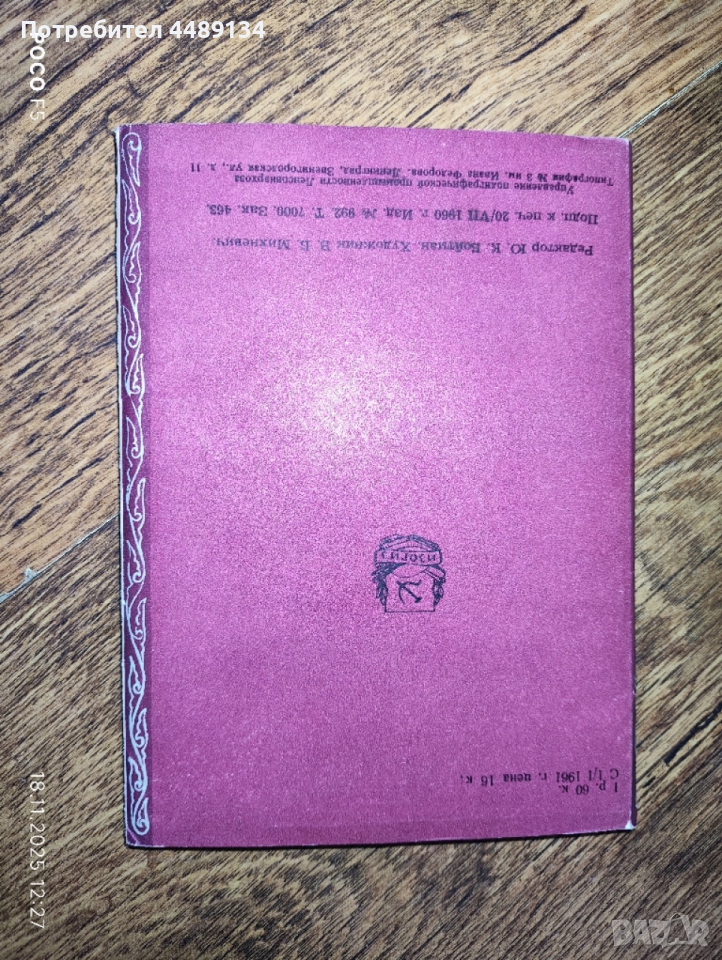 Потребител 4489134
POCO F5
18.11.2025 12:27
Редактор Ю. К. Войтман. Художник В. Б. Михневич.
Подп. к печ. 20/VII 1960 г. Изд. № 992. Т. 7000. Зак. 463.
Управление полиграфической промышленности Ленсовнархоза
Типография № 3 им. Ивана Федорова. Ленинград, Звенигородская ул., д. 11
ИЗОГИЗ
1 р. 60 к.
С 1/1 1961 г. цена 16 к.
BAZAR